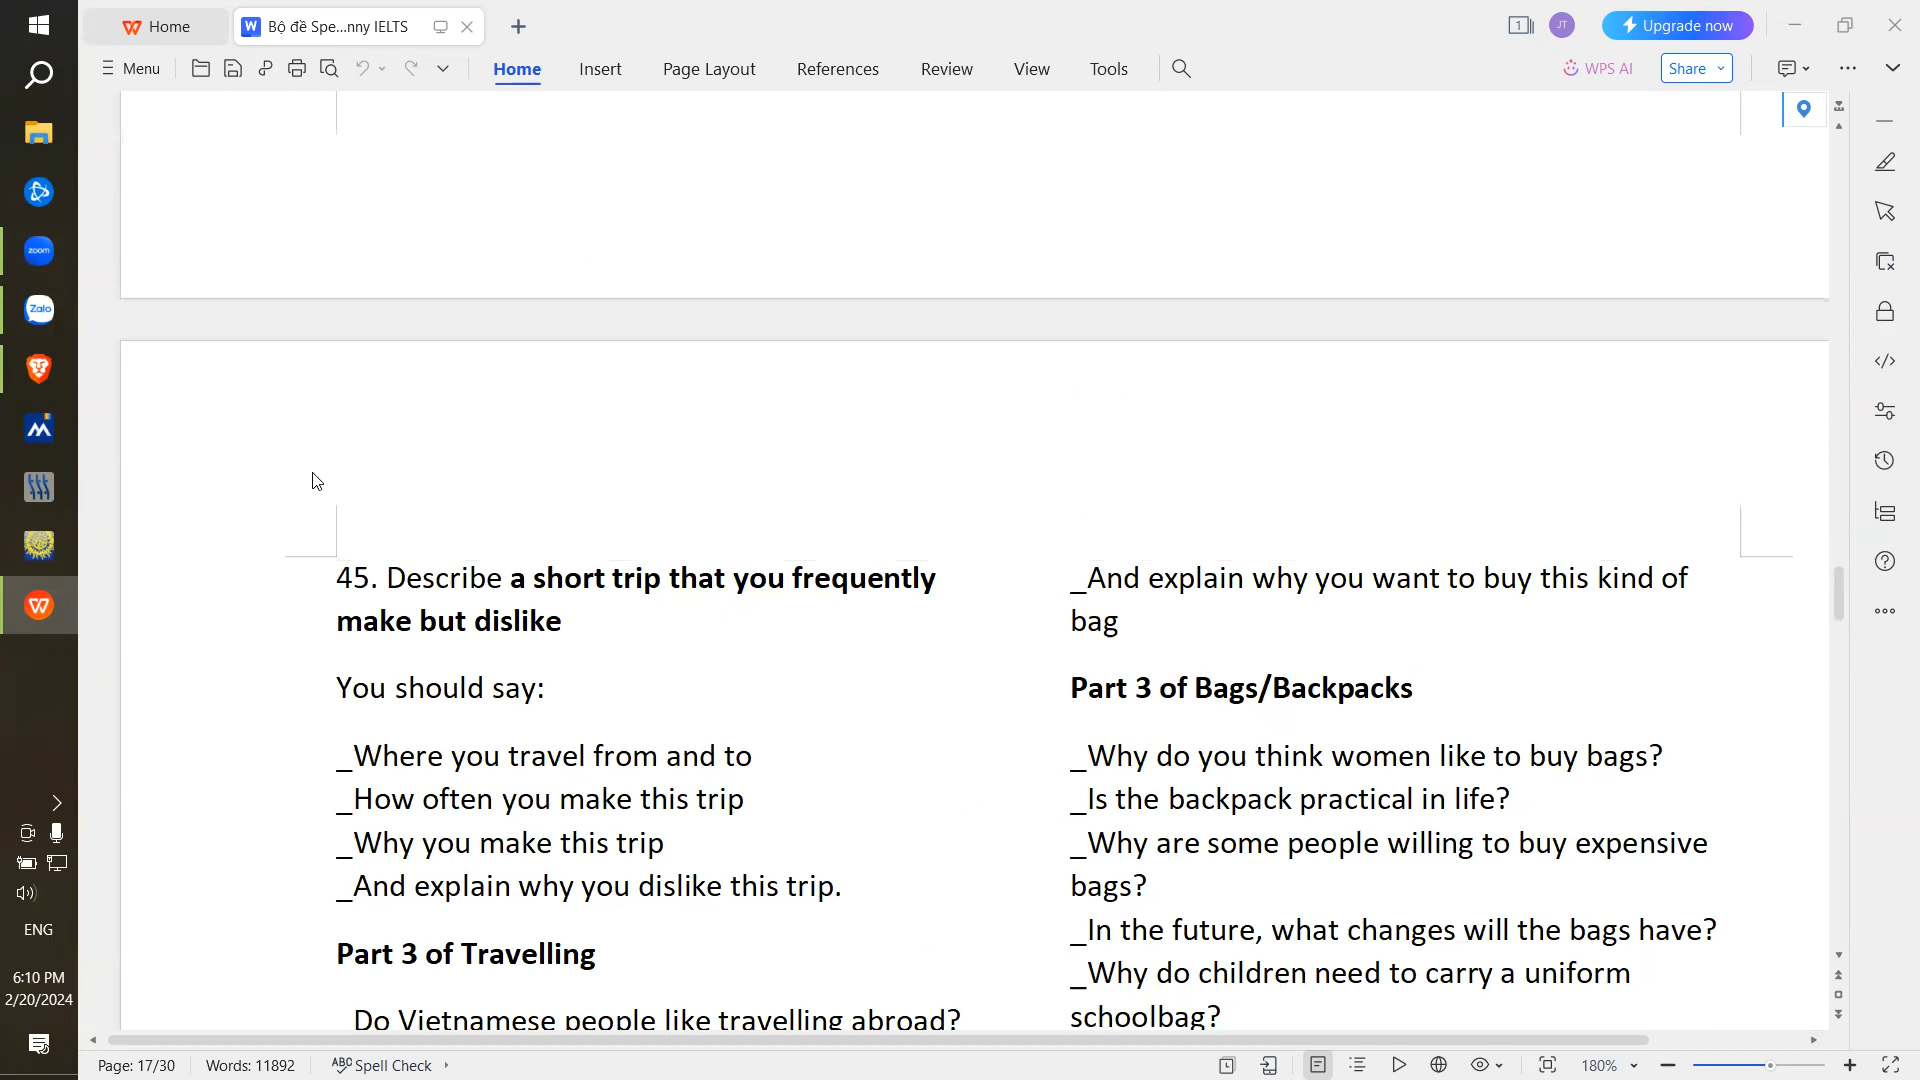 Home
Bộ đề Spe...nny IELTS
JT
Upgrade now
Menu
Home
Insert
Page Layout
References
Review
View
Tools
WPS AI
Share
zoom
Zalo
45. Describe a short trip that you frequently
make but dislike
You should say:
_Where you travel from and to
_How often you make this trip
_Why you make this trip
_And explain why you dislike this trip.
Part 3 of Travelling
_Do Vietnamese people like travelling abroad?
_And explain why you want to buy this kind of
bag
Part 3 of Bags/Backpacks
_Why do you think women like to buy bags?
_Is the backpack practical in life?
_Why are some people willing to buy expensive
bags?
_In the future, what changes will the bags have?
_Why do children need to carry a uniform
schoolbag?
ENG
6:10 PM
2/20/2024
Page: 17/30
Words: 11892
ABC Spell Check
180%